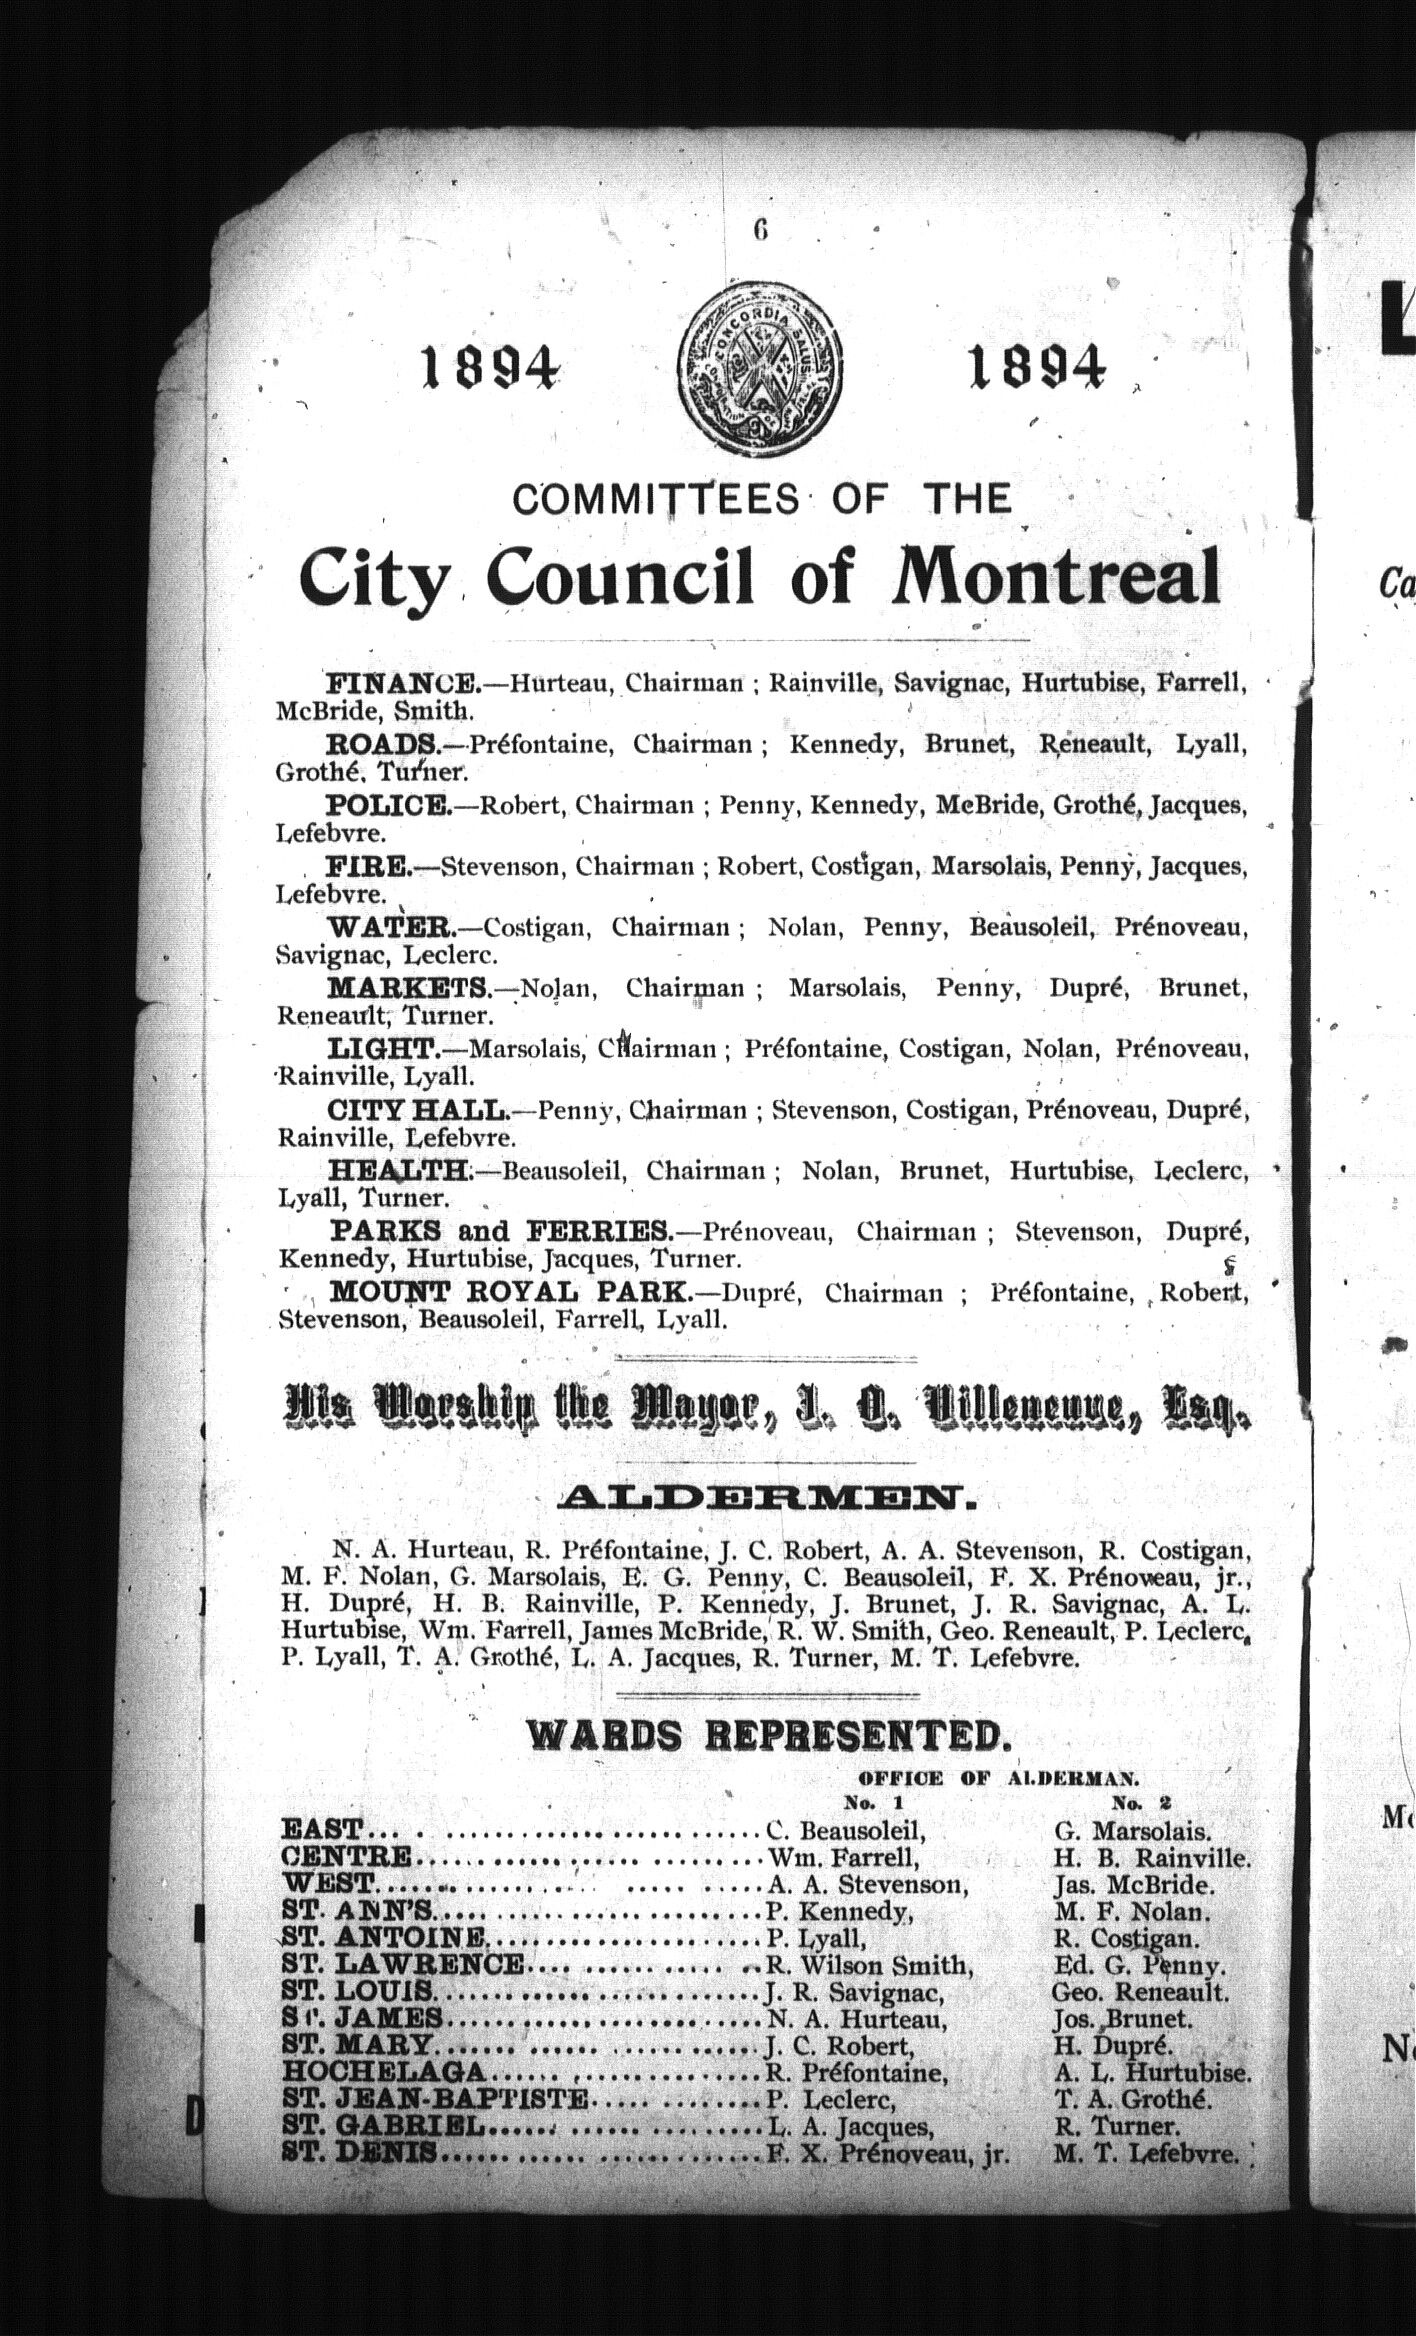 6
1894 1894
CONCORDIA SALUS
COMMITTEES OF THE
City Council of Montreal
FINANCE.—Hurteau, Chairman ; Rainville, Savignac, Hurtubise, Farrell,
McBride, Smith.
ROADS.—Préfontaine, Chairman ; Kennedy, Brunet, Reneault, Lyall,
Grothé, Turner.
POLICE.—Robert, Chairman ; Penny, Kennedy, McBride, Grothé, Jacques,
Lefebvre.
FIRE.—Stevenson, Chairman ; Robert, Costigan, Marsolais, Penny, Jacques,
Lefebvre.
WATER.—Costigan, Chairman ; Nolan, Penny, Beausoleil, Prénoveau,
Savignac, Leclerc.
MARKETS.—Nolan, Chairman ; Marsolais, Penny, Dupré, Brunet,
Reneault, Turner.
LIGHT.—Marsolais, Chairman ; Préfontaine, Costigan, Nolan, Prénoveau,
Rainville, Lyall.
CITY HALL.—Penny, Chairman ; Stevenson, Costigan, Prénoveau, Dupré,
Rainville, Lefebvre.
HEALTH.—Beausoleil, Chairman ; Nolan, Brunet, Hurtubise, Leclerc,
Lyall, Turner.
PARKS and FERRIES.—Prénoveau, Chairman ; Stevenson, Dupré,
Kennedy, Hurtubise, Jacques, Turner.
MOUNT ROYAL PARK.—Dupré, Chairman ; Préfontaine, Robert,
Stevenson, Beausoleil, Farrell, Lyall.
His Worship the Mayor, J. O. Villeneuve, Esq.
ALDERMEN.
N. A. Hurteau, R. Préfontaine, J. C. Robert, A. A. Stevenson, R. Costigan,
M. F. Nolan, G. Marsolais, E. G. Penny, C. Beausoleil, F. X. Prénoveau, jr.,
H. Dupré, H. B. Rainville, P. Kennedy, J. Brunet, J. R. Savignac, A. L.
Hurtubise, Wm. Farrell, James McBride, R. W. Smith, Geo. Reneault, P. Leclerc,
P. Lyall, T. A. Grothé, L. A. Jacques, R. Turner, M. T. Lefebvre.
WARDS REPRESENTED.
OFFICE OF ALDERMAN.
No. 1 No. 2
EAST........C. Beausoleil, G. Marsolais.
CENTRE........Wm. Farrell, H. B. Rainville.
WEST........A. A. Stevenson, Jas. McBride.
ST. ANN'S........P. Kennedy, M. F. Nolan.
ST. ANTOINE........P. Lyall, R. Costigan.
ST. LAWRENCE........R. Wilson Smith, Ed. G. Penny.
ST. LOUIS........J. R. Savignac, Geo. Reneault.
ST. JAMES........N. A. Hurteau, Jos. Brunet.
ST. MARY........J. C. Robert, H. Dupré.
HOCHELAGA........R. Préfontaine, A. L. Hurtubise.
ST. JEAN-BAPTISTE........P. Leclerc, T. A. Grothé.
ST. GABRIEL........L. A. Jacques, R. Turner.
ST. DENIS........F. X. Prénoveau, jr. M. T. Lefebvre.